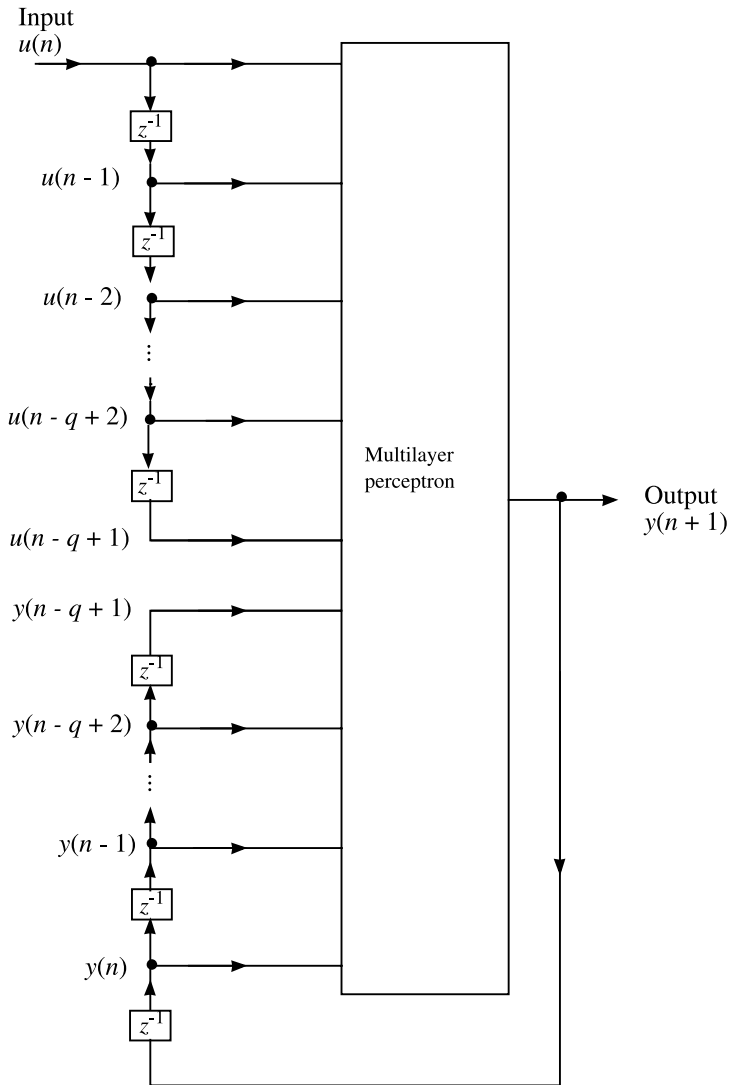 Input
u(n)
z⁻¹
u(n - 1)
z⁻¹
u(n - 2)
...
u(n - q + 2)
z⁻¹
u(n - q + 1)
Multilayer
perceptron
Output
y(n + 1)
y(n - q + 1)
z⁻¹
y(n - q + 2)
...
y(n - 1)
z⁻¹
y(n)
z⁻¹